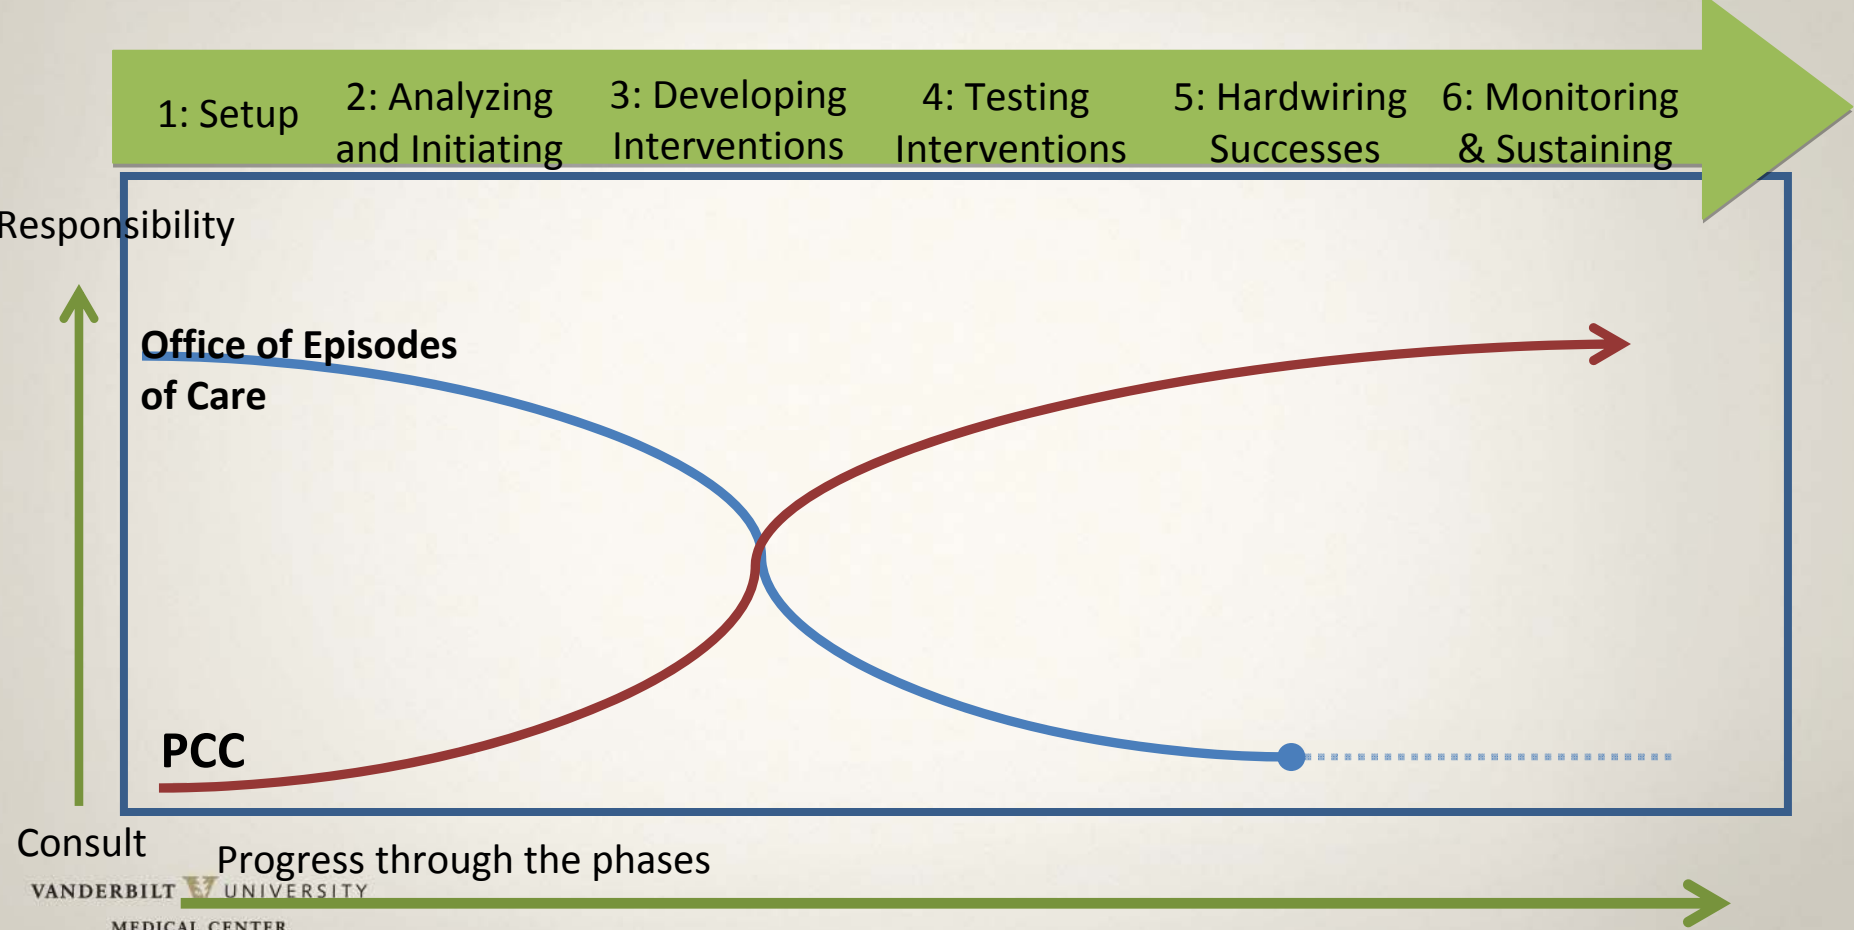 1: Setup
2: Analyzing
and Initiating
3: Developing
Interventions
4: Testing
Interventions
5: Hardwiring
Successes
6: Monitoring
& Sustaining
Responsibility
Office of Episodes
of Care
PCC
Consult
Progress through the phases
VANDERBILT UNIVERSITY
MEDICAL CENTER